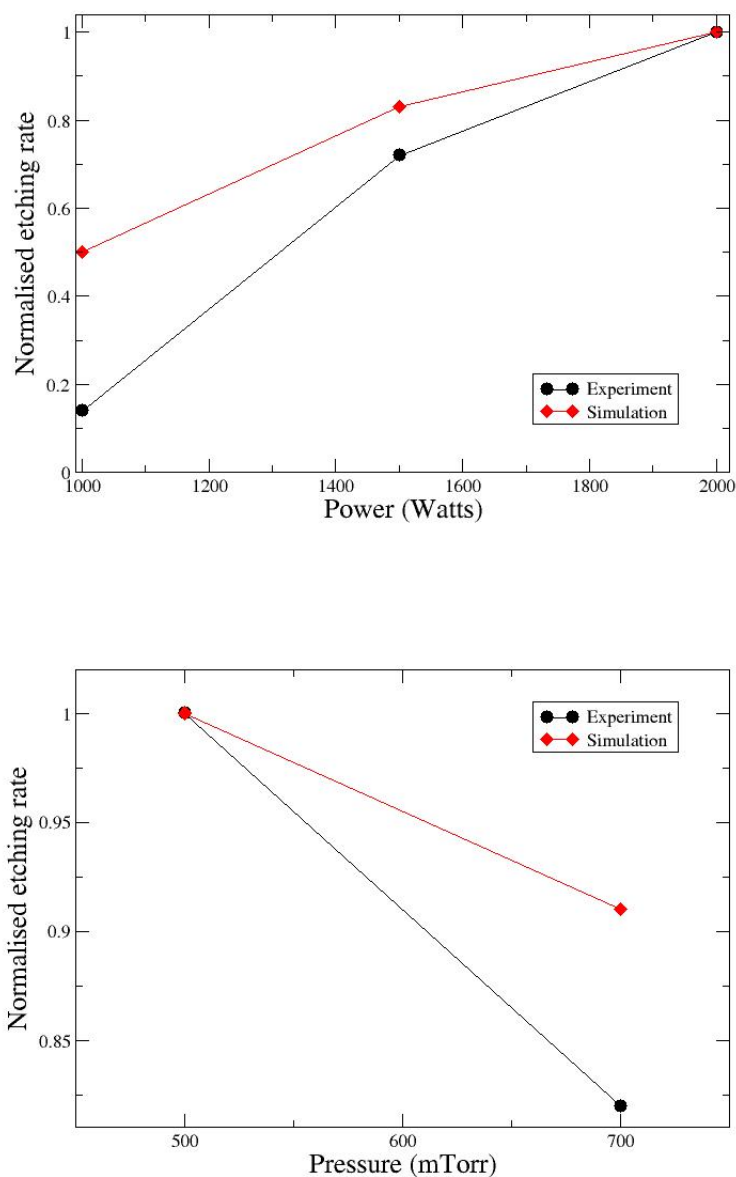 1
0.8
0.6
0.4
0.2
0
Normalised etching rate
Experiment
Simulation
1000 1200 1400 1600 1800 2000
Power (Watts)
1
0.95
0.9
0.85
Normalised etching rate
Experiment
Simulation
500 600 700
Pressure (mTorr)